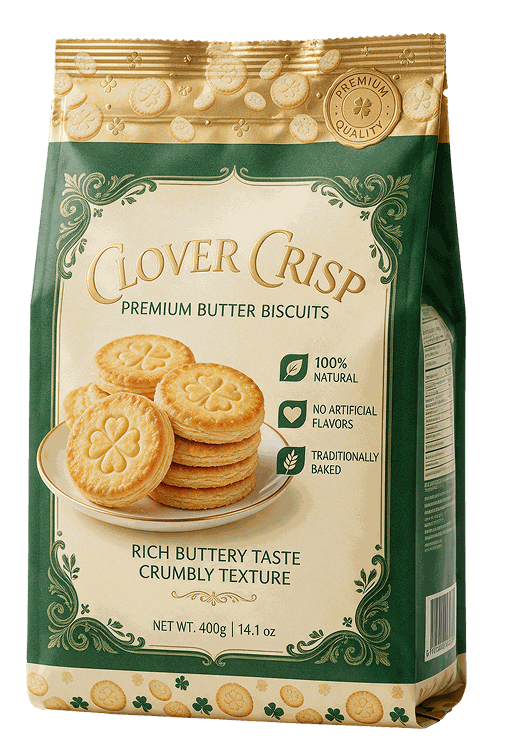 PREMIUM
QUALITY
CLOVER CRISP
PREMIUM BUTTER BISCUITS
100%
NATURAL
NO ARTIFICIAL
FLAVORS
TRADITIONALLY
BAKED
RICH BUTTERY TASTE
CRUMBLY TEXTURE
NET WT. 400g | 14.1 oz